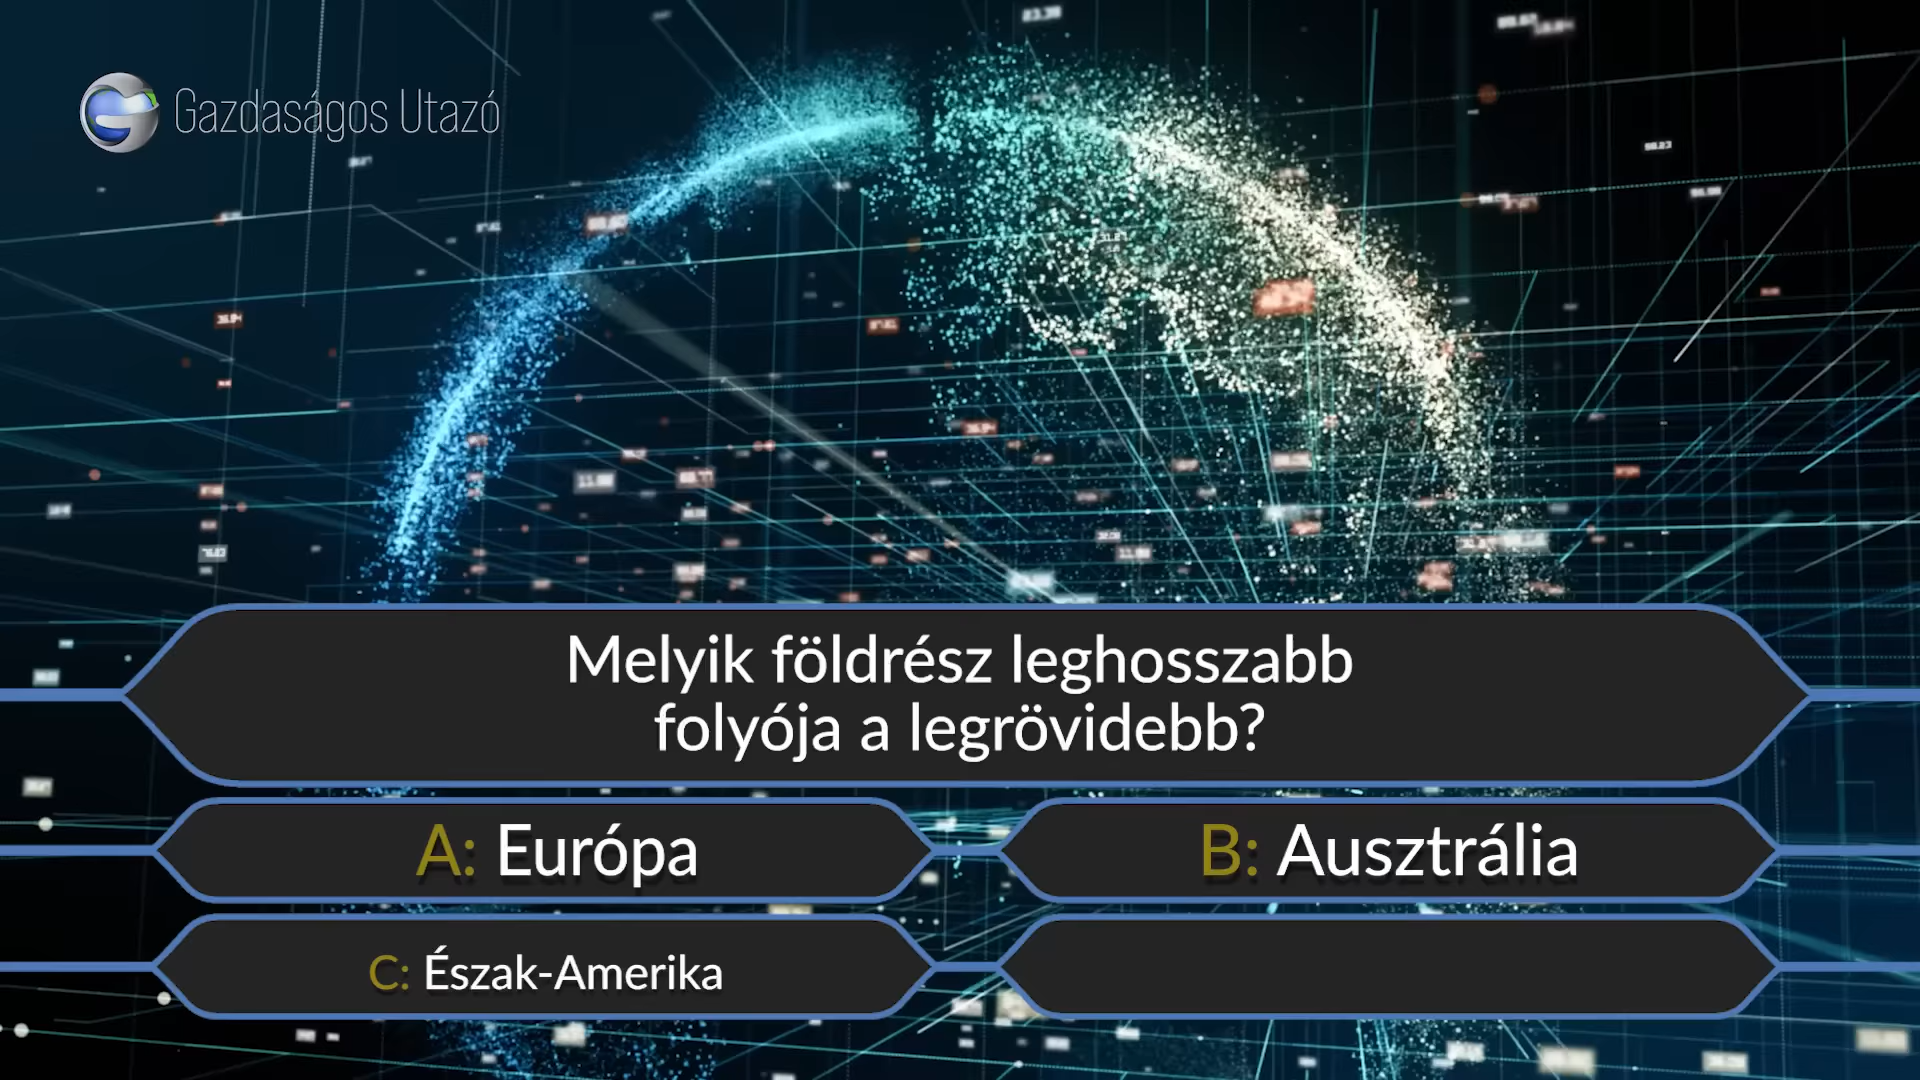 Gazdaságos Utazó
Melyik földrész leghosszabb
folyója a legrövidebb?
A: Európa
B: Ausztrália
C: Észak-Amerika